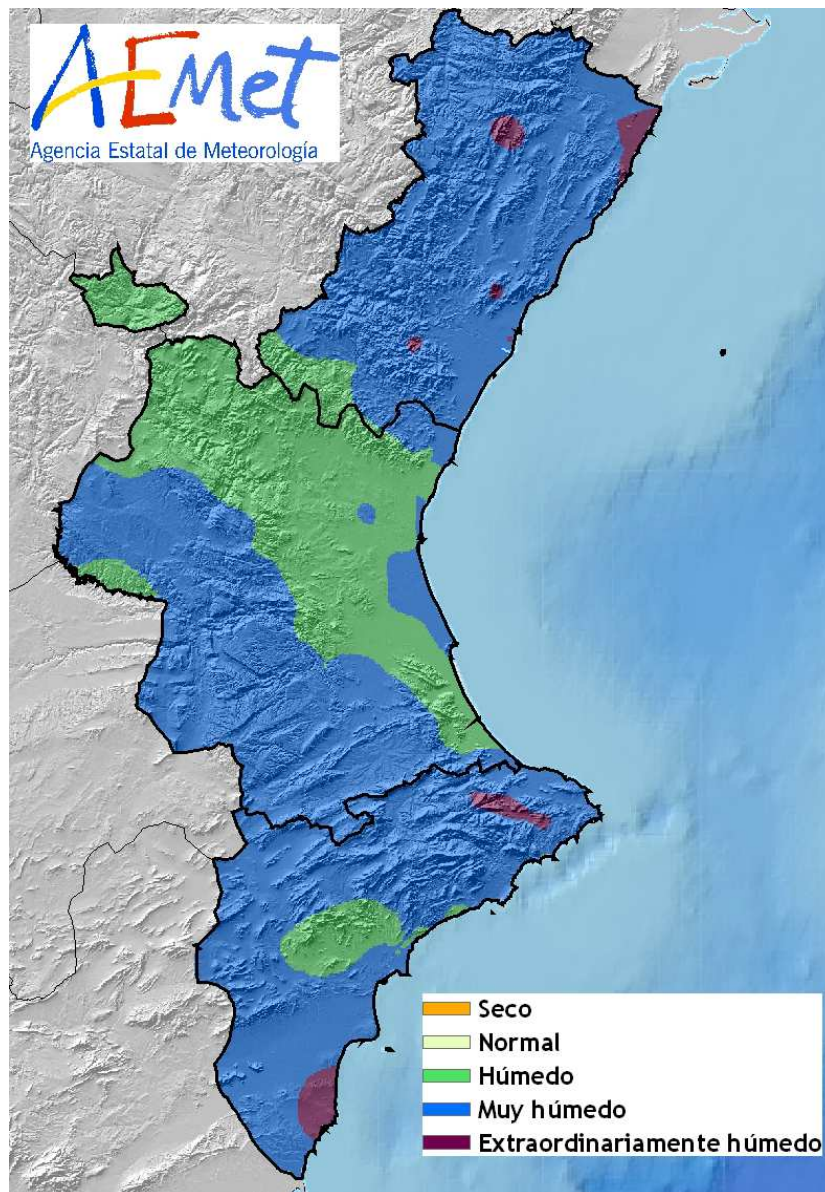 AEMet
Agencia Estatal de Meteorología
Seco
Normal
Húmedo
Muy húmedo
Extraordinariamente húmedo